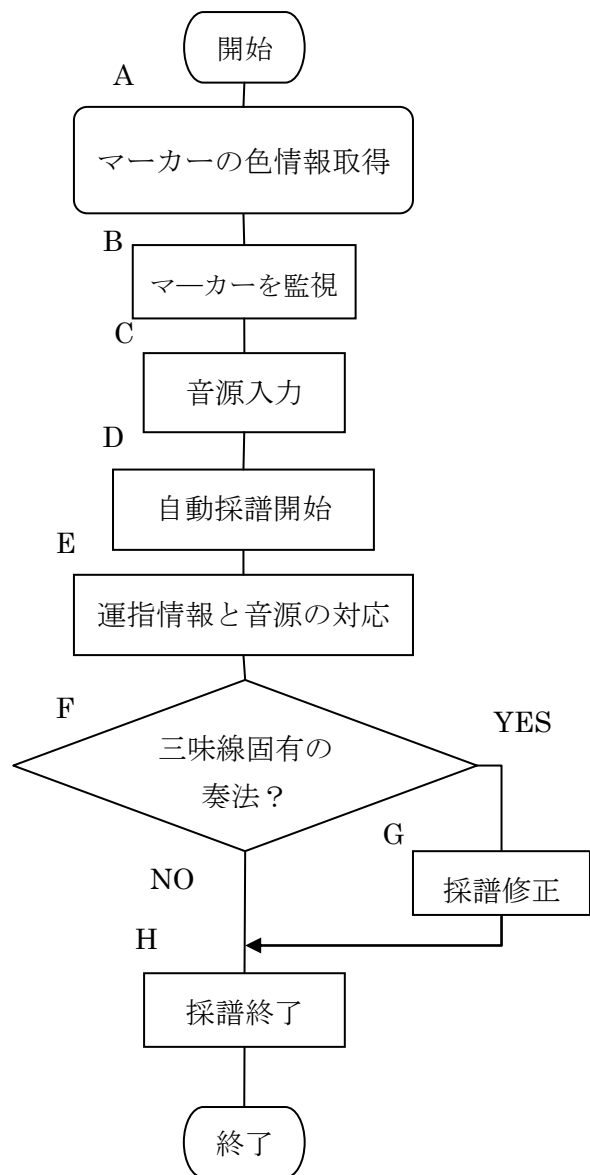 開始
A
マーカーの色情報取得
B
マーカーを監視
C
音源入力
D
自動採譜開始
E
運指情報と音源の対応
F
三味線固有の
奏法？
YES
G
採譜修正
NO
H
採譜終了
終了